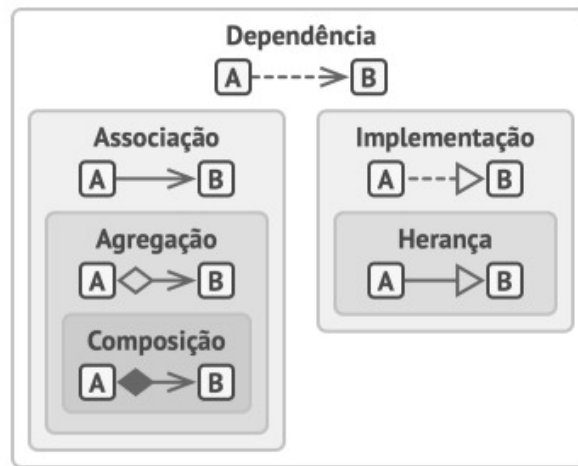 Dependência
A B
Associação
A B
Agregação
A B
Composição
A B
Implementação
A B
Herança
A B